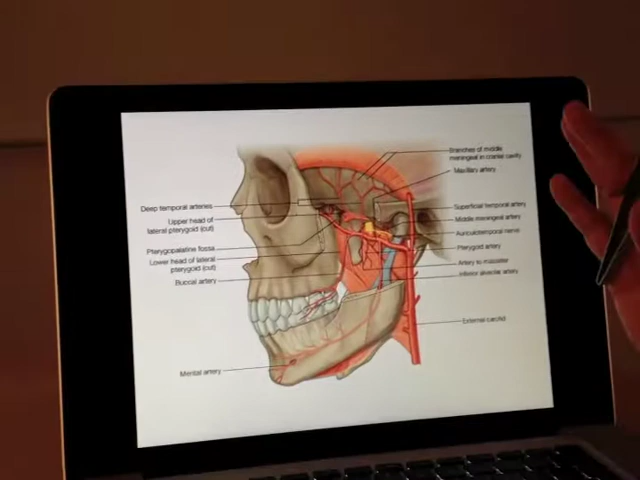 Deep temporal arteries
Upper head of
lateral pterygoid (cut)
Pterygopalatine fossa
Lower head of lateral
pterygoid (cut)
Buccal artery
Mental artery
Branches of middle
meningeal in cranial cavity
Maxillary artery
Superficial temporal artery
Middle meningeal artery
Auriculotemporal nerve
Pterygoid artery
Artery to masseter
Inferior alveolar artery
External carotid